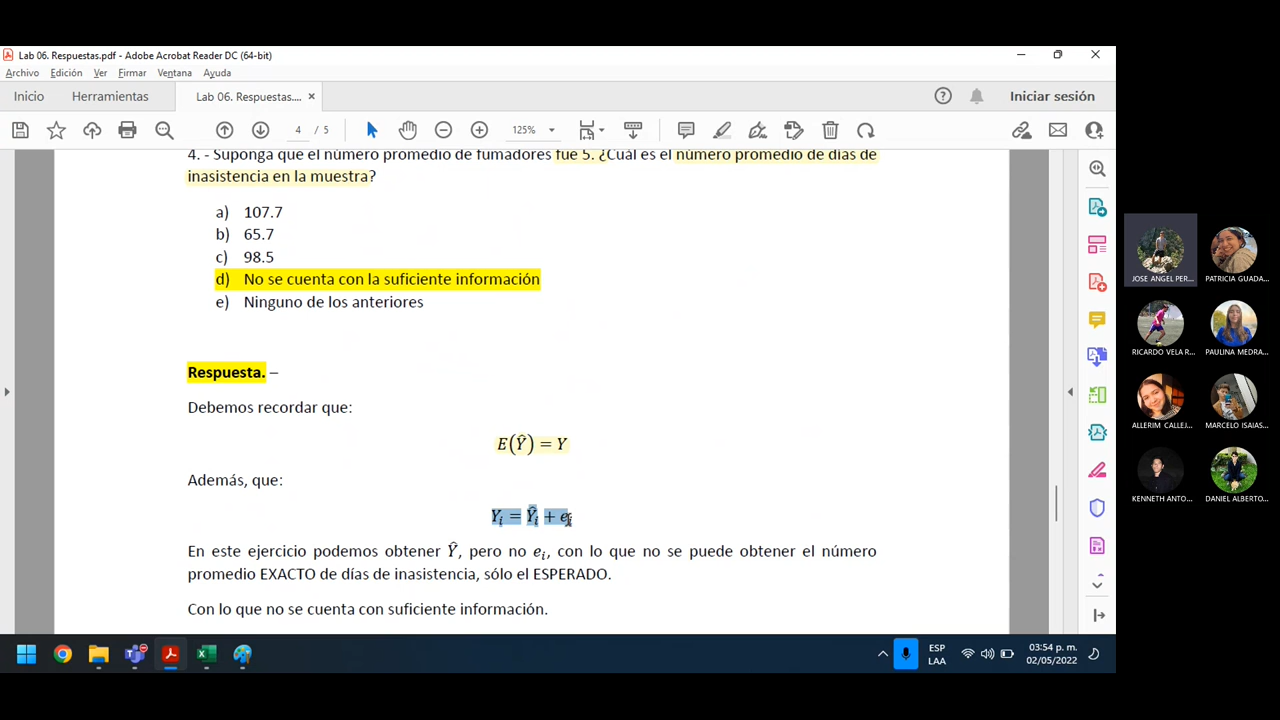 Lab 06. Respuestas.pdf - Adobe Acrobat Reader DC (64-bit)
Archivo Edición Ver Firmar Ventana Ayuda
Inicio Herramientas Lab 06. Respuestas.... × Iniciar sesión
4 / 5 125%
4. - Suponga que el número promedio de fumadores fue 5. ¿Cuál es el número promedio de días de
inasistencia en la muestra?
a) 107.7
b) 65.7
c) 98.5
d) No se cuenta con la suficiente información
e) Ninguno de los anteriores
Respuesta. –
Debemos recordar que:
E(Ŷ) = Y
Además, que:
Yᵢ = Ŷᵢ + eᵢ
En este ejercicio podemos obtener Ŷ, pero no eᵢ, con lo que no se puede obtener el número
promedio EXACTO de días de inasistencia, sólo el ESPERADO.
Con lo que no se cuenta con suficiente información.
JOSE ANGEL PER... PATRICIA GUADA...
RICARDO VELA R... PAULINA MEDRA...
ALLERIM CALLEJ... MARCELO ISAIAS...
KENNETH ANTO... DANIEL ALBERTO...
ESP
LAA
03:54 p. m.
02/05/2022